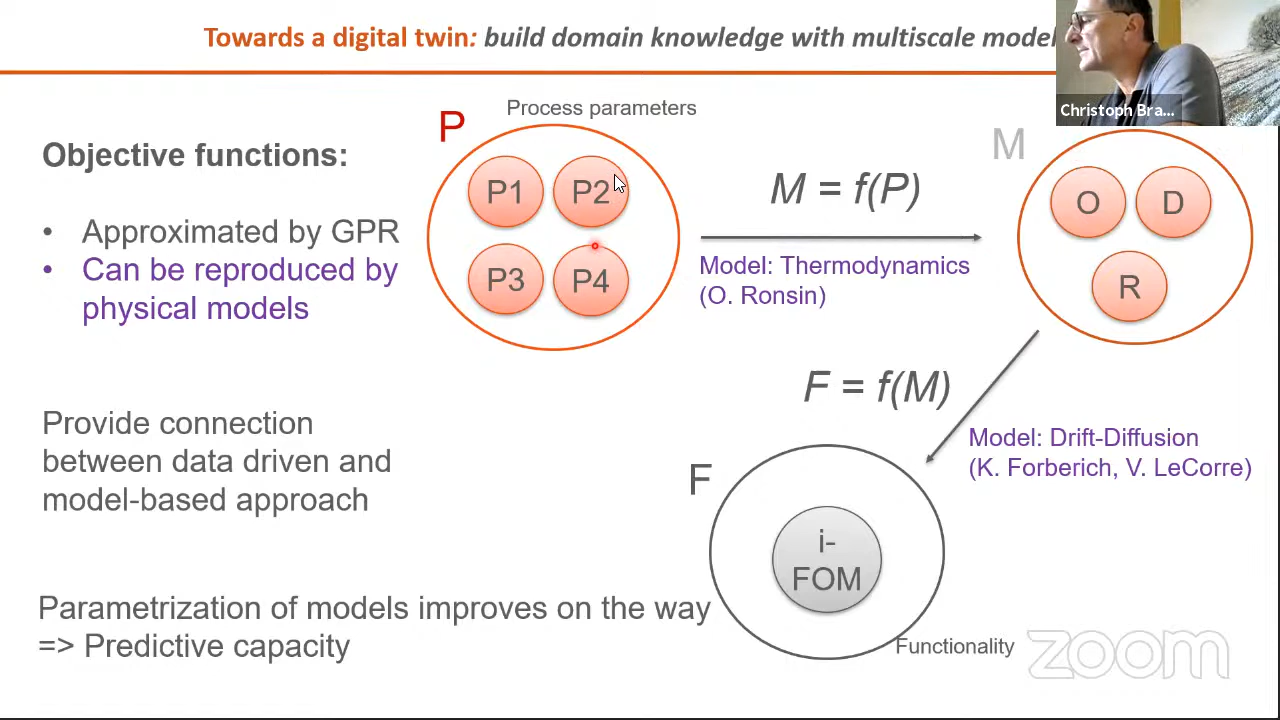 Towards a digital twin: build domain knowledge with multiscale model
Christoph Bra...
Process parameters
P
M
Objective functions:
P1
P2
O
D
M = f(P)
• Approximated by GPR
• Can be reproduced by
physical models
P3
P4
R
Model: Thermodynamics
(O. Ronsin)
F = f(M)
Provide connection
between data driven and
model-based approach
Model: Drift-Diffusion
(K. Forberich, V. LeCorre)
F
i-
FOM
Parametrization of models improves on the way
=> Predictive capacity
Functionality
zoom